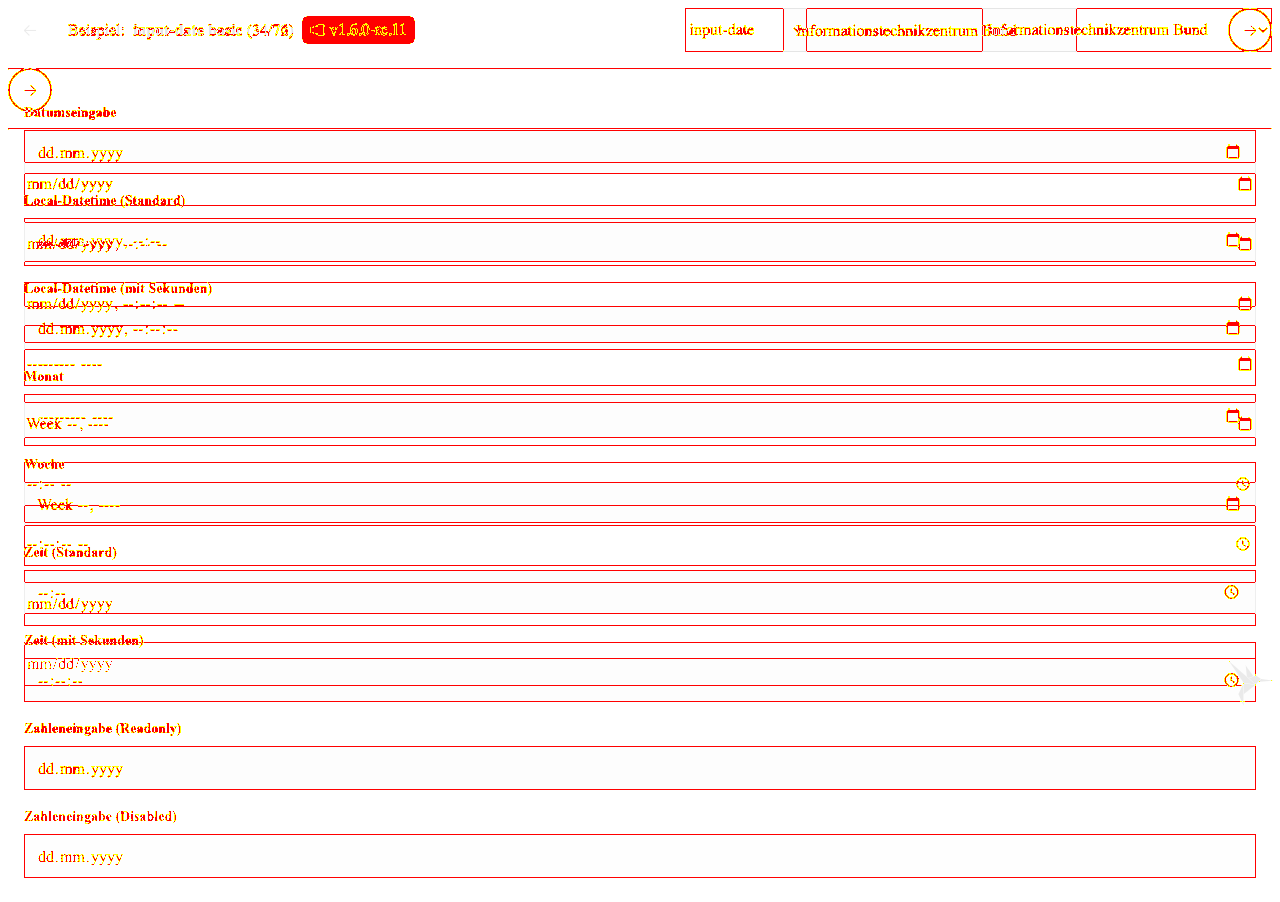 ← Beispiel: input-date basic (34/76) v1.6.0-rc.11 input-date Informationstechnikzentrum Bund Informationstechnikzentrum Bund →
→
Datumseingabe
dd.mm.yyyy
mm/dd/yyyy
Local-Datetime (Standard)
dd.mm.yyyy, --:--
mm/dd/yyyy, --:-- --
Local-Datetime (mit Sekunden)
mm/dd/yyyy, --:--:-- --
dd.mm.yyyy, --:--:--
--------- ----
Monat
--------- ----
Week --, ----
Woche
--:-- --
Week --, ----
--:--:-- --
Zeit (Standard)
--:--
mm/dd/yyyy
Zeit (mit Sekunden)
mm/dd/yyyy
--:--:--
Zahleneingabe (Readonly)
dd.mm.yyyy
Zahleneingabe (Disabled)
dd.mm.yyyy